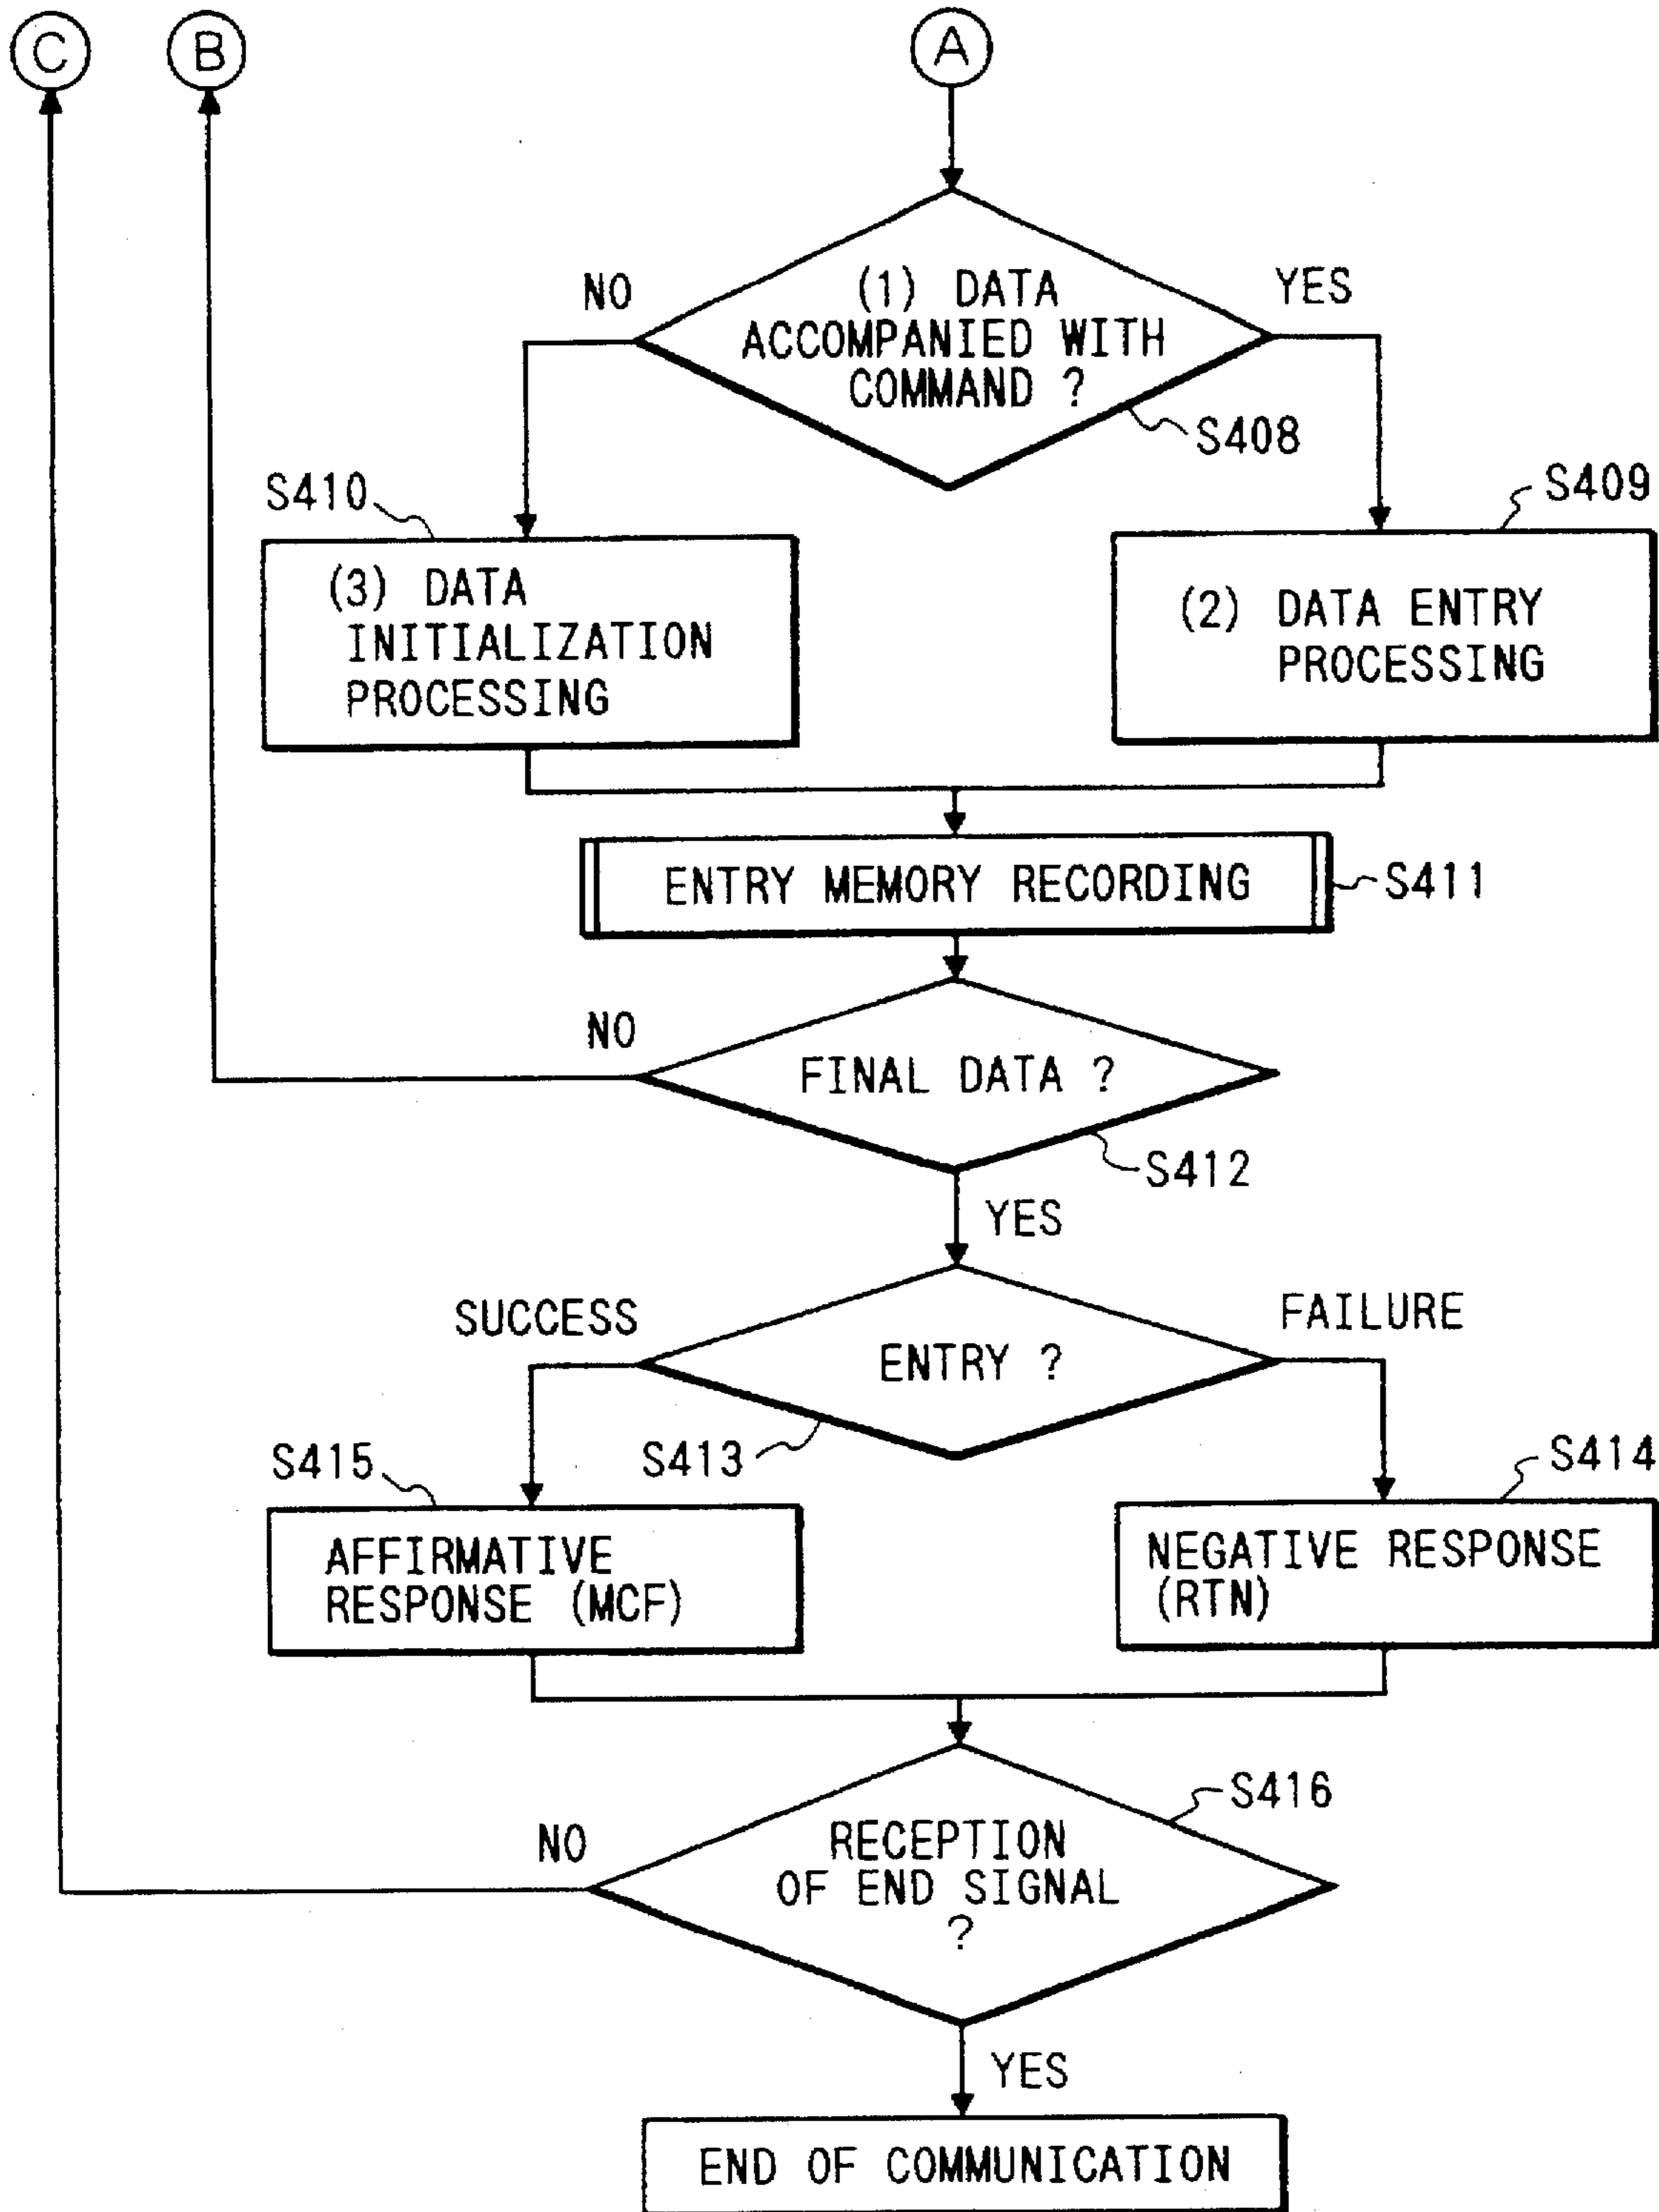 C
B
A
NO
YES
(1) DATA
ACCOMPANIED WITH
COMMAND ?
S408
S410
S409
(3) DATA
INITIALIZATION
PROCESSING
(2) DATA ENTRY
PROCESSING
ENTRY MEMORY RECORDING
S411
NO
FINAL DATA ?
S412
YES
SUCCESS
FAILURE
ENTRY ?
S413
S415
S414
AFFIRMATIVE
RESPONSE (MCF)
NEGATIVE RESPONSE
(RTN)
S416
NO
RECEPTION
OF END SIGNAL
?
YES
END OF COMMUNICATION